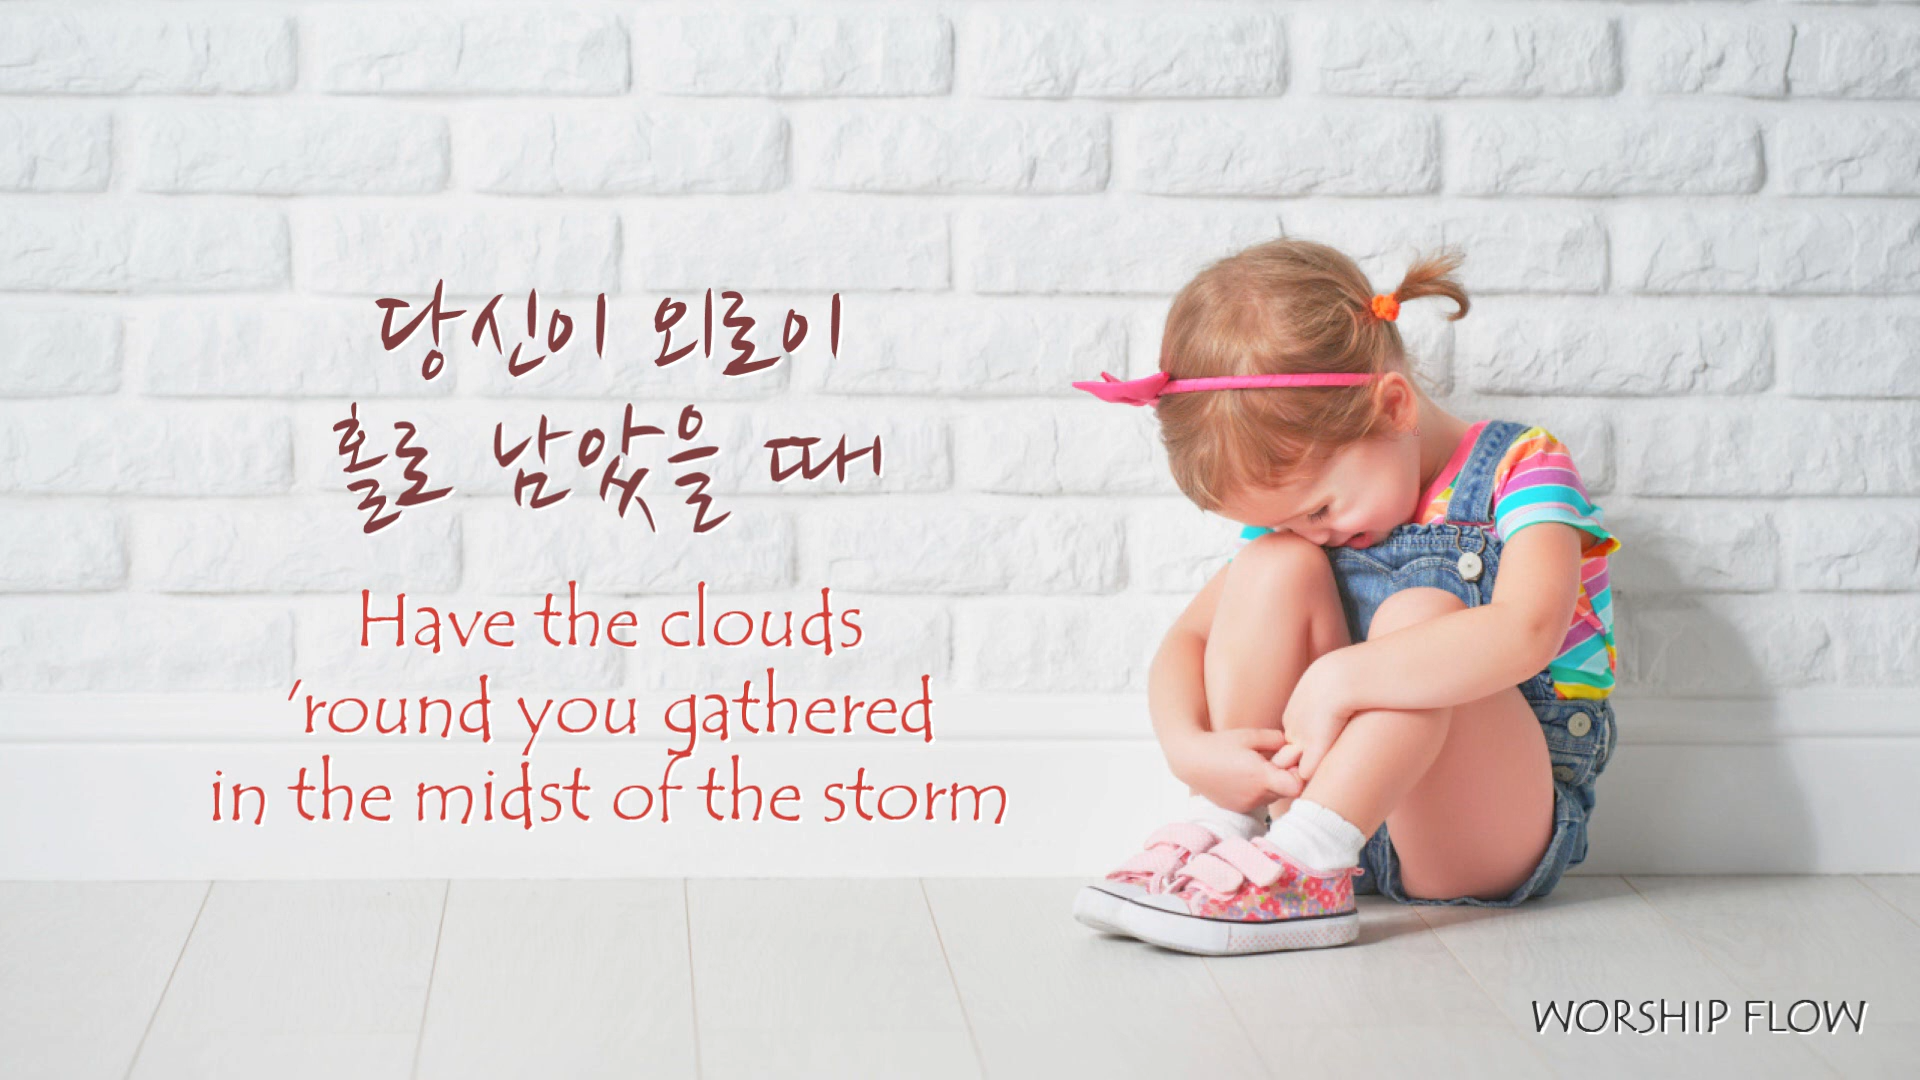 당신이 외로이
홀로 남았을 때
Have the clouds
'round you gathered
in the midst of the storm
WORSHIP FLOW